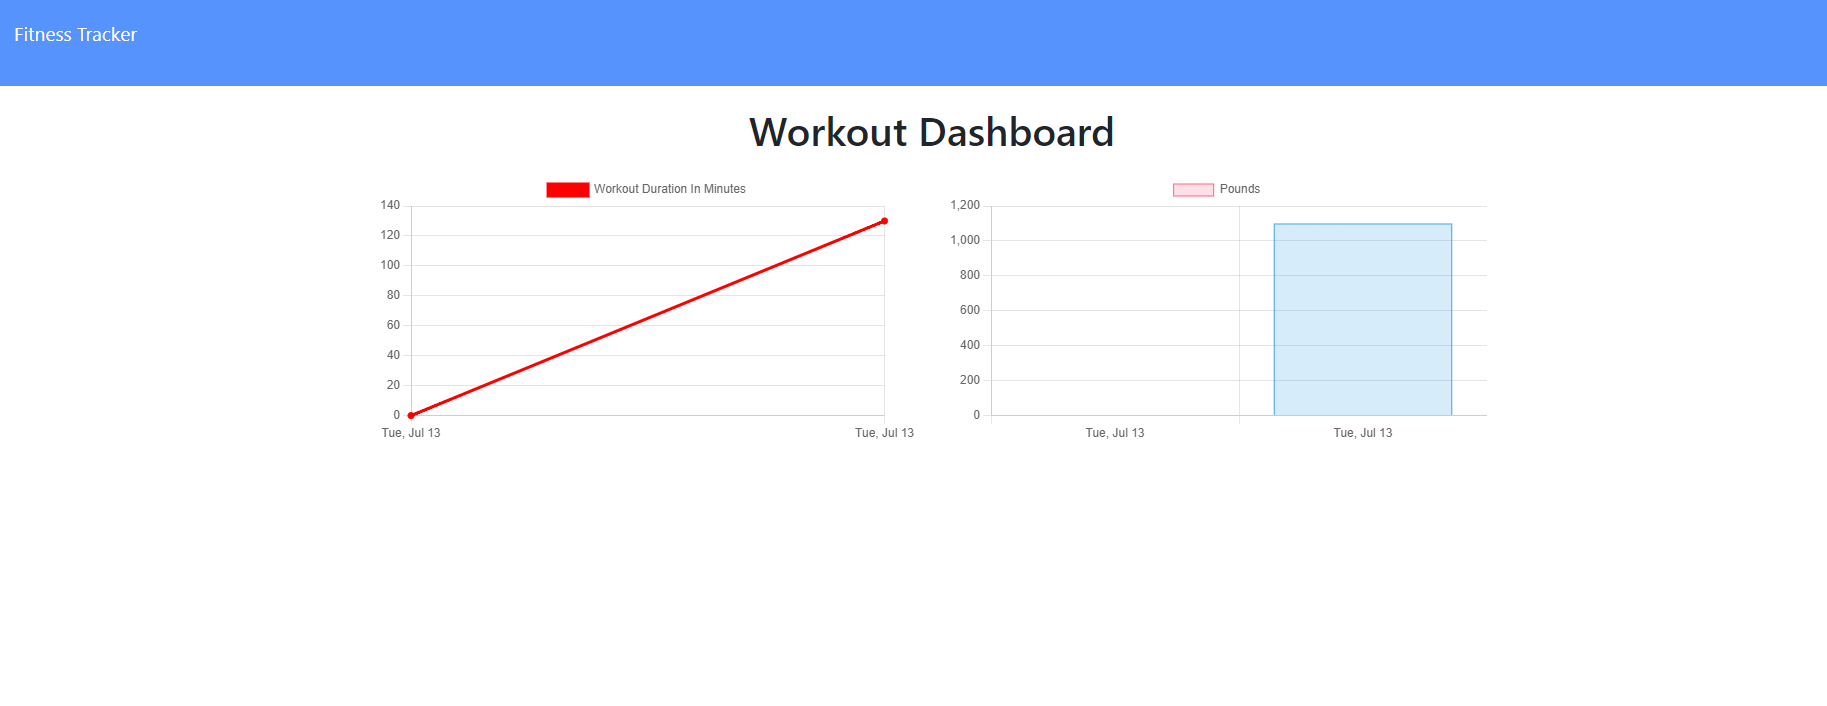 Fitness Tracker
Workout Dashboard
Workout Duration In Minutes
140
120
100
80
60
40
20
0
Tue, Jul 13 Tue, Jul 13
Pounds
1,200
1,000
800
600
400
200
0
Tue, Jul 13 Tue, Jul 13